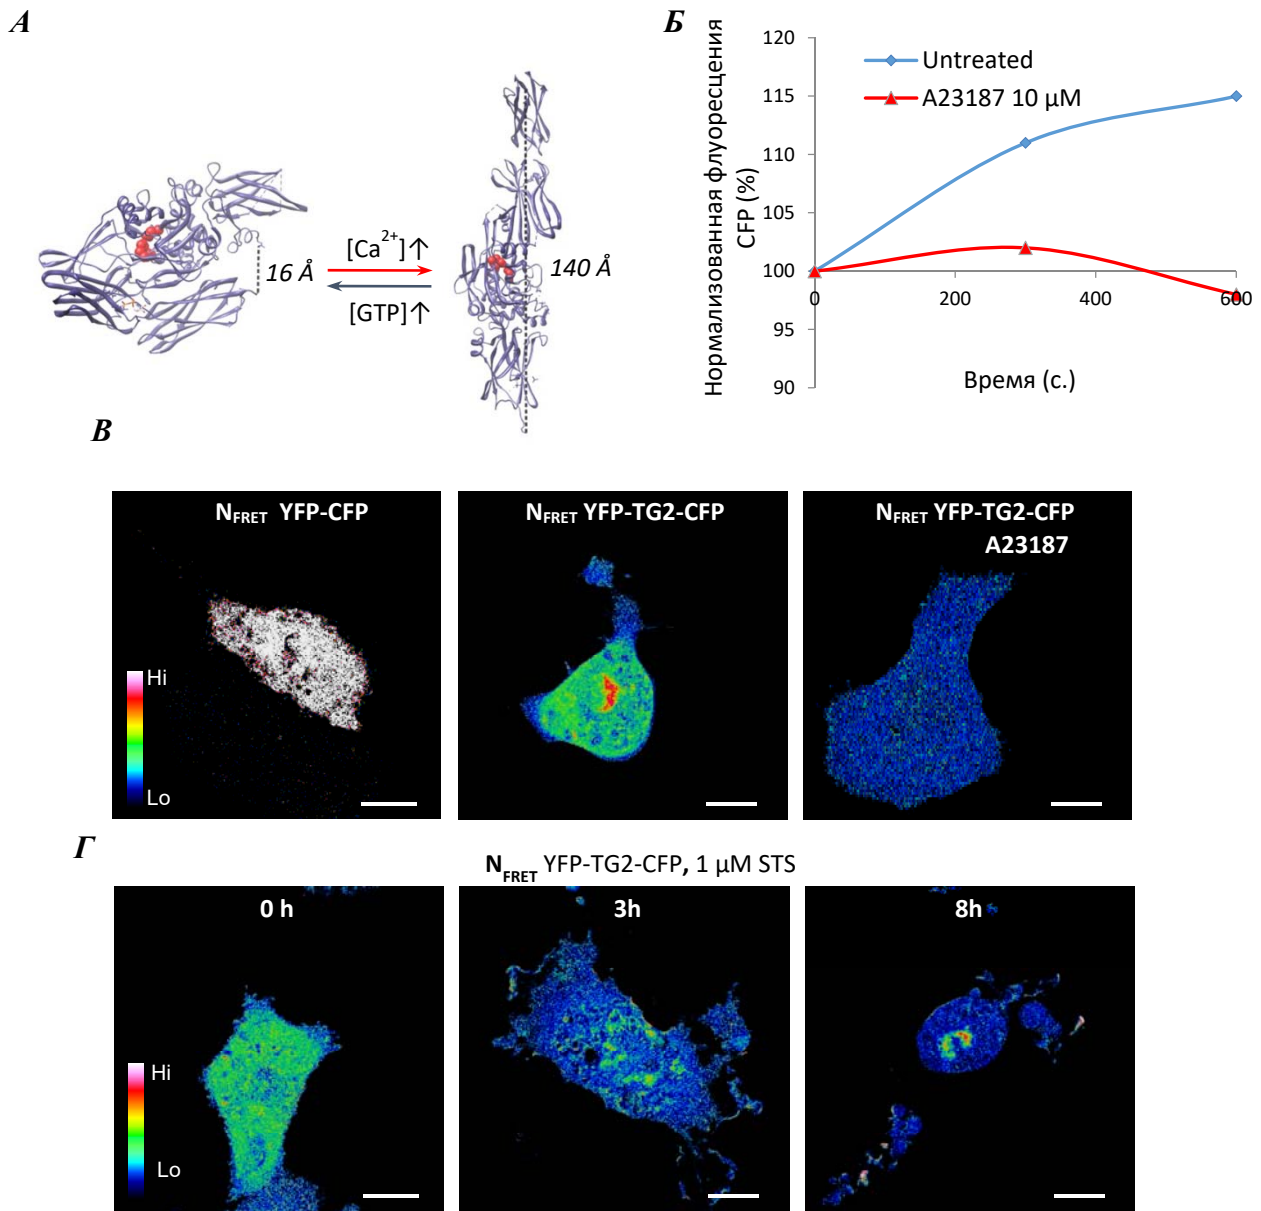 А
Б
[Ca2+]↑
16 Å
140 Å
[GTP]↑
Нормализованная флуоресценция
CFP (%)
120
115
110
105
100
95
90
Untreated
A23187 10 µM
0
200
400
600
Время (с.)
В
NFRET YFP-CFP
Hi
Lo
NFRET YFP-TG2-CFP
NFRET YFP-TG2-CFP
A23187
Г
NFRET YFP-TG2-CFP, 1 µM STS
0 h
Hi
Lo
3h
8h